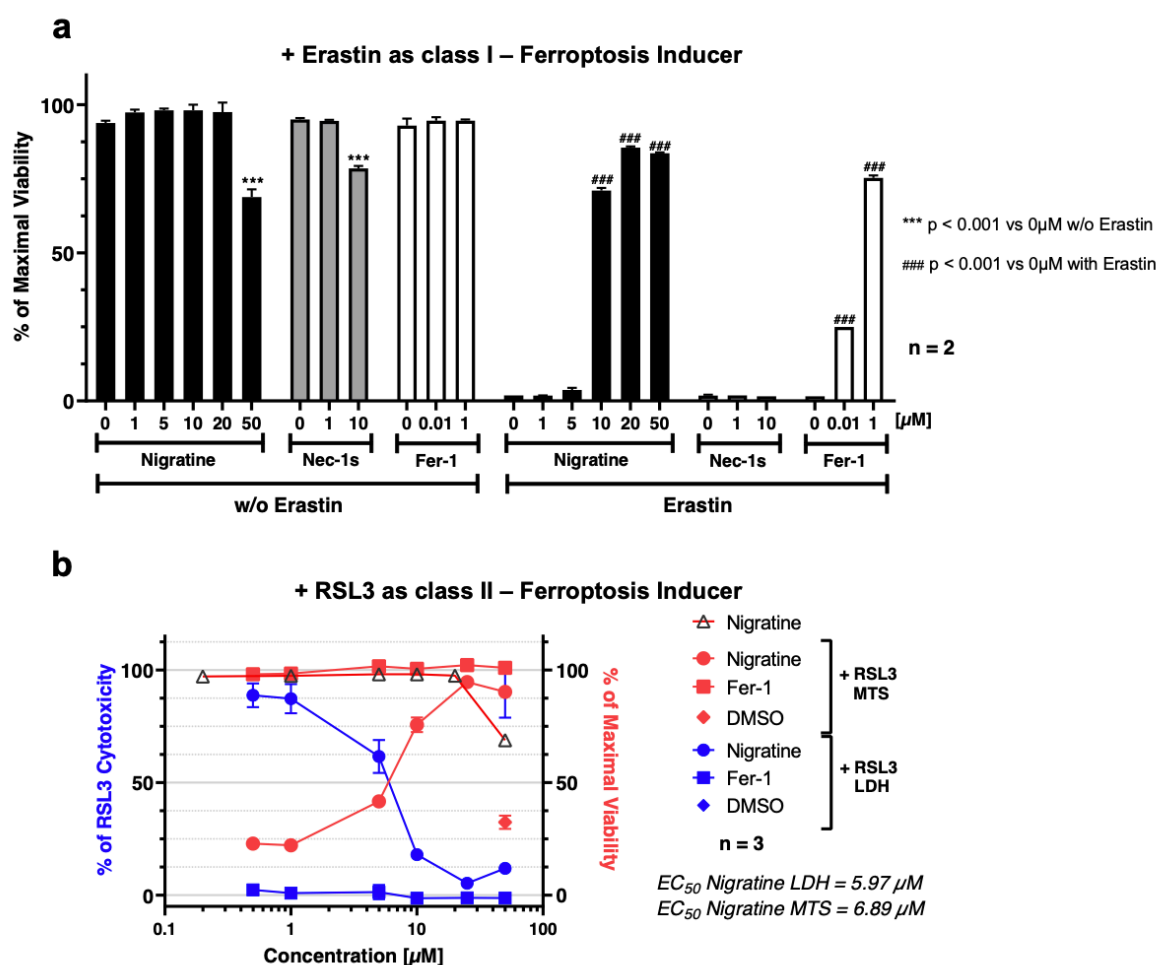 a
+ Erastin as class I – Ferroptosis Inducer
% of Maximal Viability
100
50
0
***
***
###
###
###
###
###
*** p < 0.001 vs 0µM w/o Erastin
### p < 0.001 vs 0µM with Erastin
n = 2
0 1 5 10 20 50 0 1 10 0 0.01 1 0 1 5 10 20 50 0 1 10 0 0.01 1 [µM]
Nigratine Nec-1s Fer-1 Nigratine Nec-1s Fer-1
w/o Erastin Erastin
b
+ RSL3 as class II – Ferroptosis Inducer
% of RSL3 Cytotoxicity
100
50
0
0.1 1 10 100
Concentration [µM]
100
50
0
% of Maximal Viability
Nigratine
Nigratine
Fer-1
DMSO
+ RSL3
MTS
Nigratine
Fer-1
DMSO
+ RSL3
LDH
n = 3
EC50 Nigratine LDH = 5.97 µM
EC50 Nigratine MTS = 6.89 µM